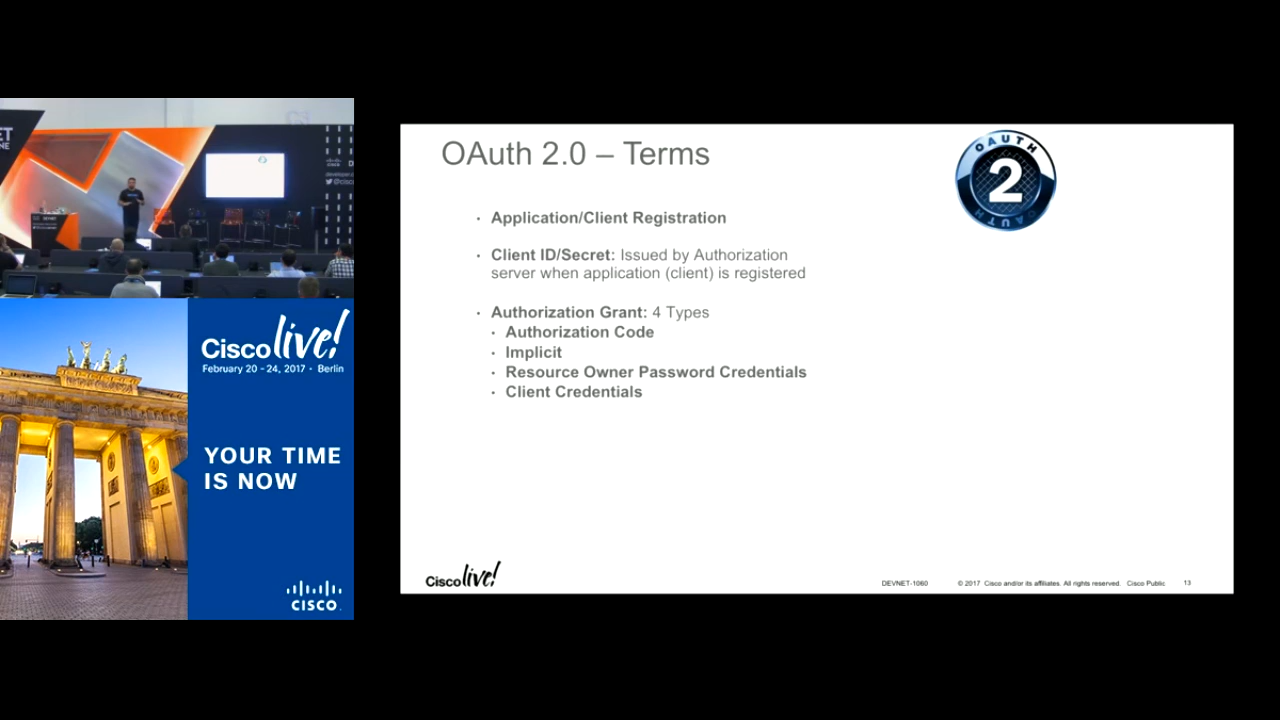 ET
NE
Cisco live!
February 20 - 24, 2017 • Berlin
YOUR TIME
IS NOW
CISCO.
OAuth 2.0 – Terms
OAUTH
2
OAUTH
• Application/Client Registration
• Client ID/Secret: Issued by Authorization
server when application (client) is registered
• Authorization Grant: 4 Types
• Authorization Code
• Implicit
• Resource Owner Password Credentials
• Client Credentials
Cisco live!
DEVNET-1060 © 2017 Cisco and/or its affiliates. All rights reserved. Cisco Public 13